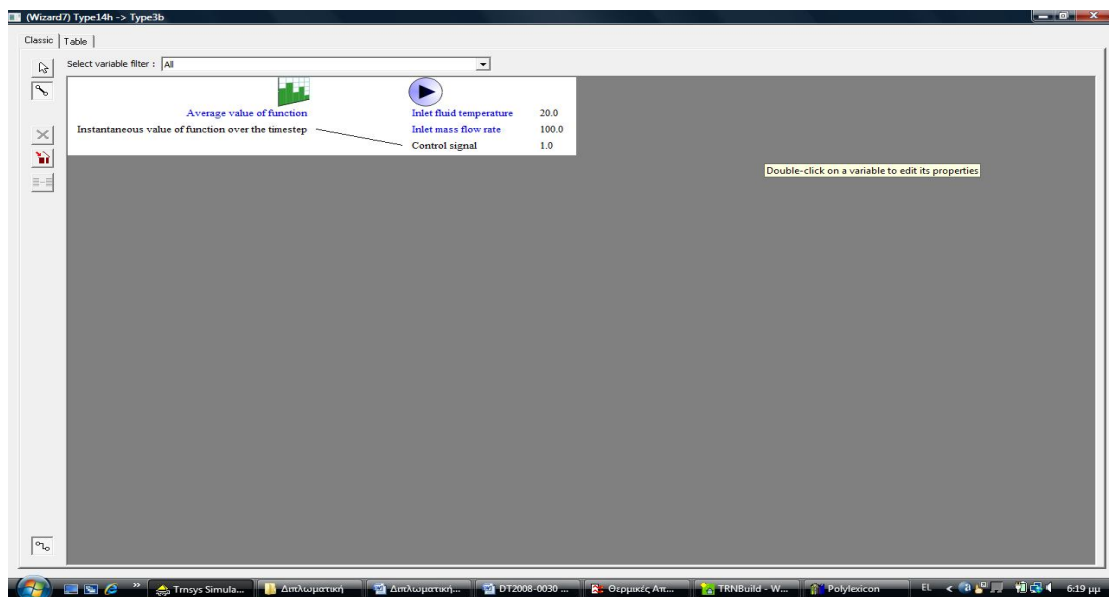 (Wizard7) Type14h -> Type3b
Classic Table
Select variable filter : All
Average value of function Inlet fluid temperature 20.0
Instantaneous value of function over the timestep Inlet mass flow rate 100.0
Control signal 1.0
Double-click on a variable to edit its properties
Trnsys Simula... Διπλωματική Διπλωματική... DT2008-0030 ... Θερμικές Απ... TRNBuild - W... Polylexicon EL 6:19 μμ